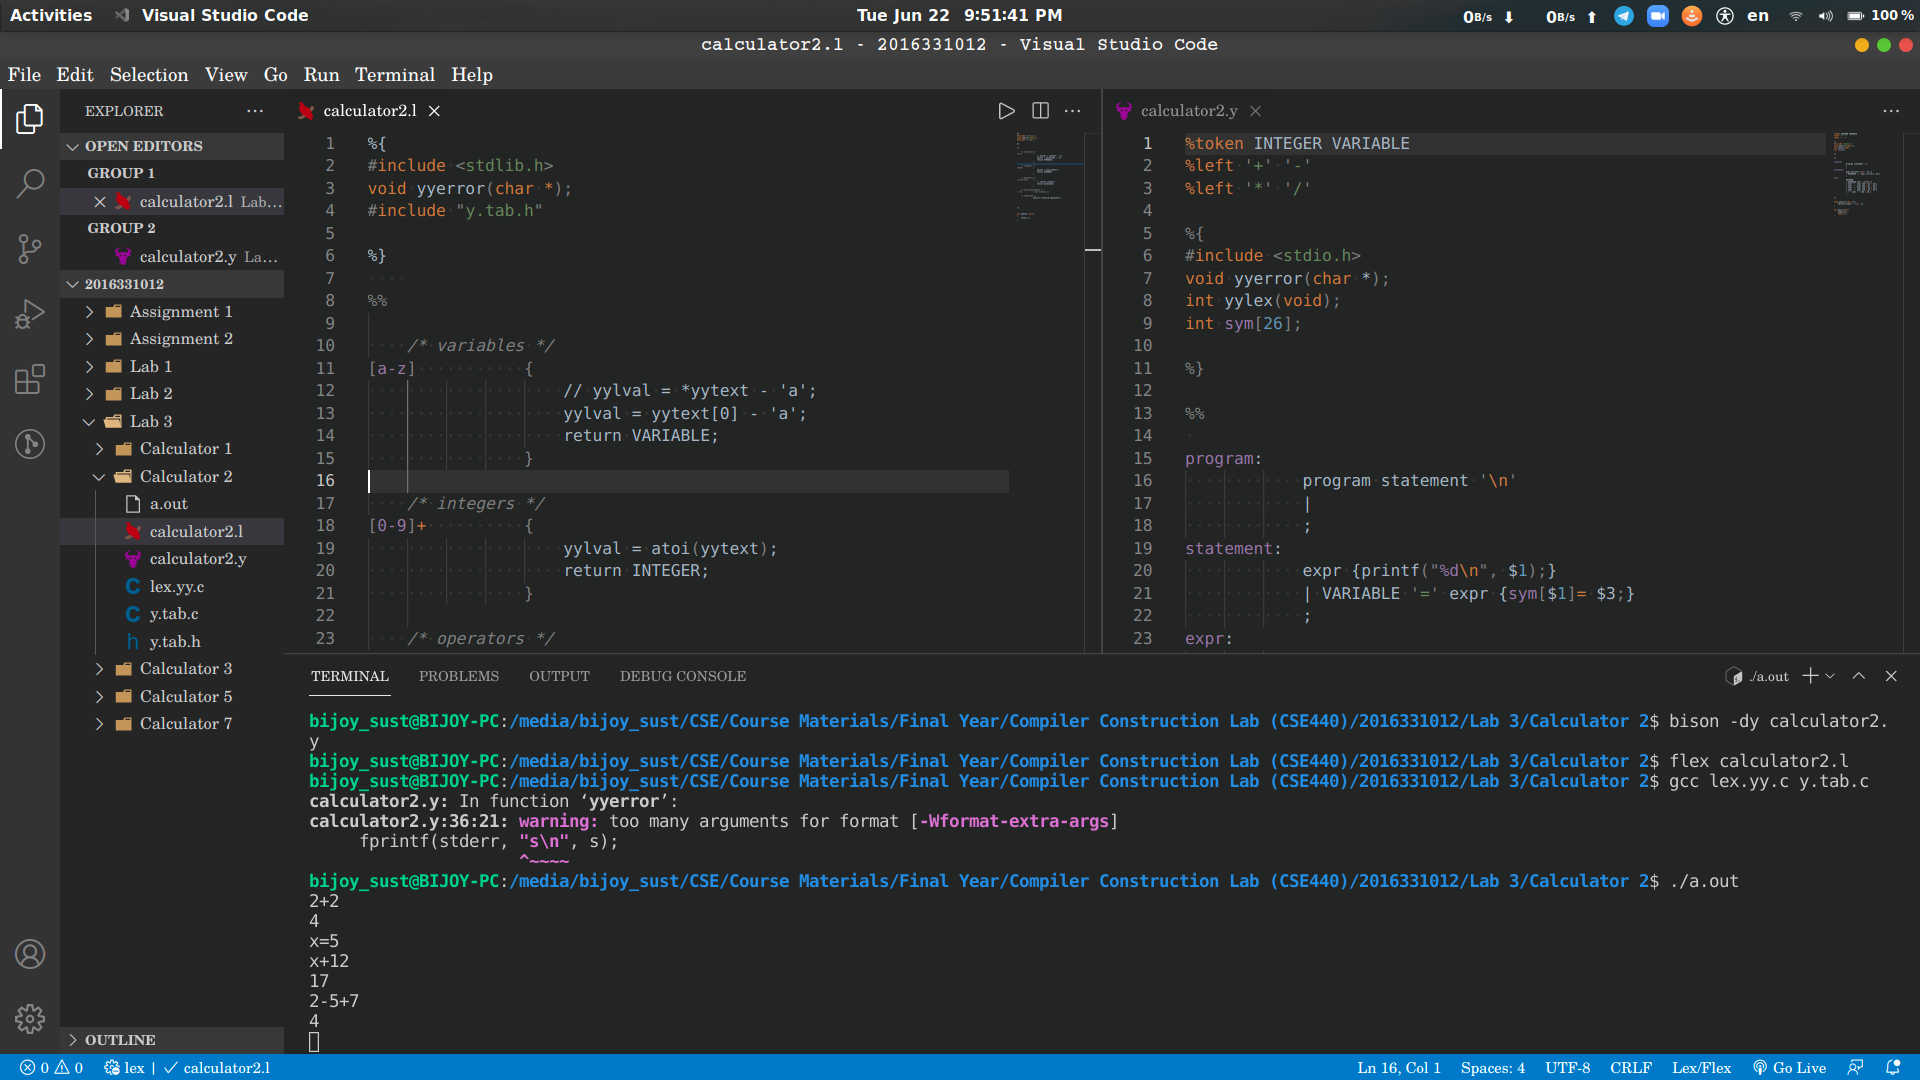 Activities Visual Studio Code Tue Jun 22 9:51:41 PM 0B/s 0B/s en 100 %
calculator2.l - 2016331012 - Visual Studio Code
File Edit Selection View Go Run Terminal Help
EXPLORER
OPEN EDITORS
GROUP 1
calculator2.l Lab...
GROUP 2
calculator2.y La...
2016331012
Assignment 1
Assignment 2
Lab 1
Lab 2
Lab 3
Calculator 1
Calculator 2
a.out
calculator2.l
calculator2.y
C lex.yy.c
C y.tab.c
h y.tab.h
Calculator 3
Calculator 5
Calculator 7
OUTLINE
calculator2.l
1 %{
2 #include <stdlib.h>
3 void yyerror(char *);
4 #include "y.tab.h"
5
6 %}
7
8 %%
9
10 /* variables */
11 [a-z] {
12 // yylval = *yytext - 'a';
13 yylval = yytext[0] - 'a';
14 return VARIABLE;
15 }
16
17 /* integers */
18 [0-9]+ {
19 yylval = atoi(yytext);
20 return INTEGER;
21 }
22
23 /* operators */
calculator2.y
1 %token INTEGER VARIABLE
2 %left '+' '-'
3 %left '*' '/'
4
5 %{
6 #include <stdio.h>
7 void yyerror(char *);
8 int yylex(void);
9 int sym[26];
10
11 %}
12
13 %%
14
15 program:
16 program statement '\n'
17 |
18 ;
19 statement:
20 expr {printf("%d\n", $1);}
21 | VARIABLE '=' expr {sym[$1]= $3;}
22 ;
23 expr:
TERMINAL PROBLEMS OUTPUT DEBUG CONSOLE ./a.out
bijoy_sust@BIJOY-PC:/media/bijoy_sust/CSE/Course Materials/Final Year/Compiler Construction Lab (CSE440)/2016331012/Lab 3/Calculator 2$ bison -dy calculator2.
y
bijoy_sust@BIJOY-PC:/media/bijoy_sust/CSE/Course Materials/Final Year/Compiler Construction Lab (CSE440)/2016331012/Lab 3/Calculator 2$ flex calculator2.l
bijoy_sust@BIJOY-PC:/media/bijoy_sust/CSE/Course Materials/Final Year/Compiler Construction Lab (CSE440)/2016331012/Lab 3/Calculator 2$ gcc lex.yy.c y.tab.c
calculator2.y: In function ‘yyerror’:
calculator2.y:36:21: warning: too many arguments for format [-Wformat-extra-args]
fprintf(stderr, "s\n", s);
^~~~~
bijoy_sust@BIJOY-PC:/media/bijoy_sust/CSE/Course Materials/Final Year/Compiler Construction Lab (CSE440)/2016331012/Lab 3/Calculator 2$ ./a.out
2+2
4
x=5
x+12
17
2-5+7
4
0 0 lex | calculator2.l Ln 16, Col 1 Spaces: 4 UTF-8 CRLF Lex/Flex Go Live